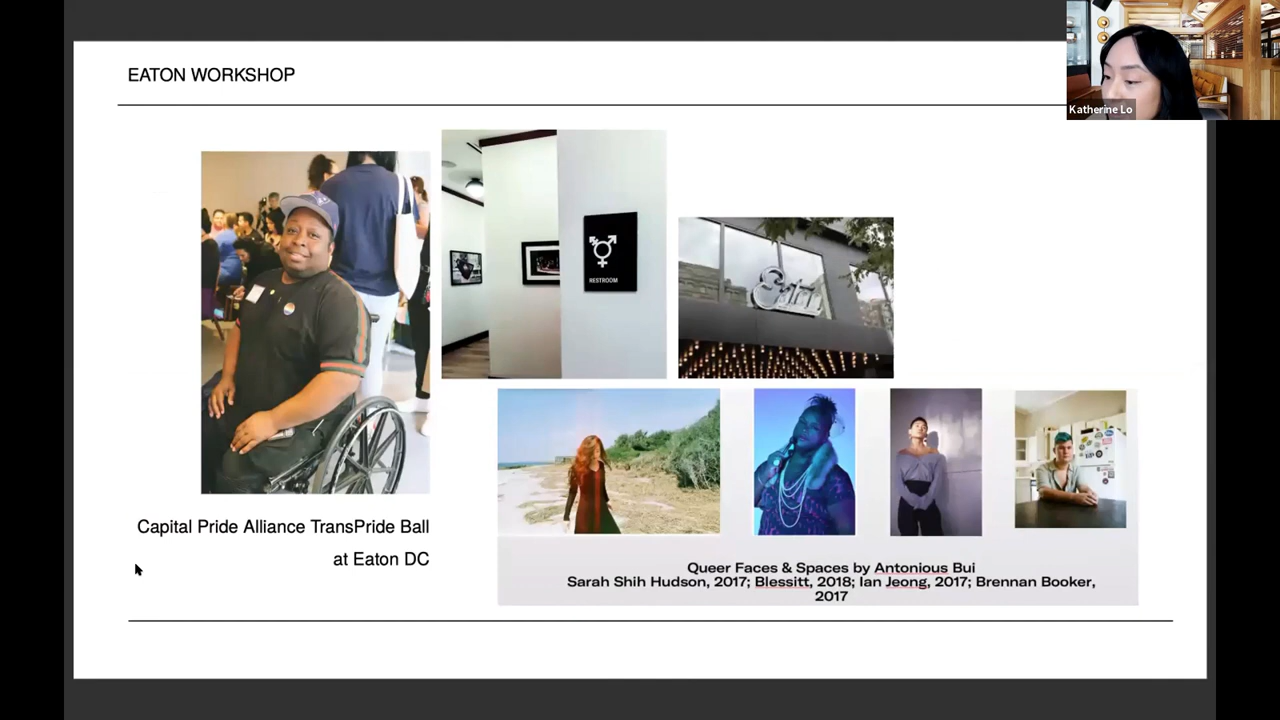 EATON WORKSHOP
Katherine Lo
RESTROOM
Eaton
Capital Pride Alliance TransPride Ball
at Eaton DC
Queer Faces & Spaces by Antonious Bui
Sarah Shih Hudson, 2017; Blessitt, 2018; Ian Jeong, 2017; Brennan Booker,
2017